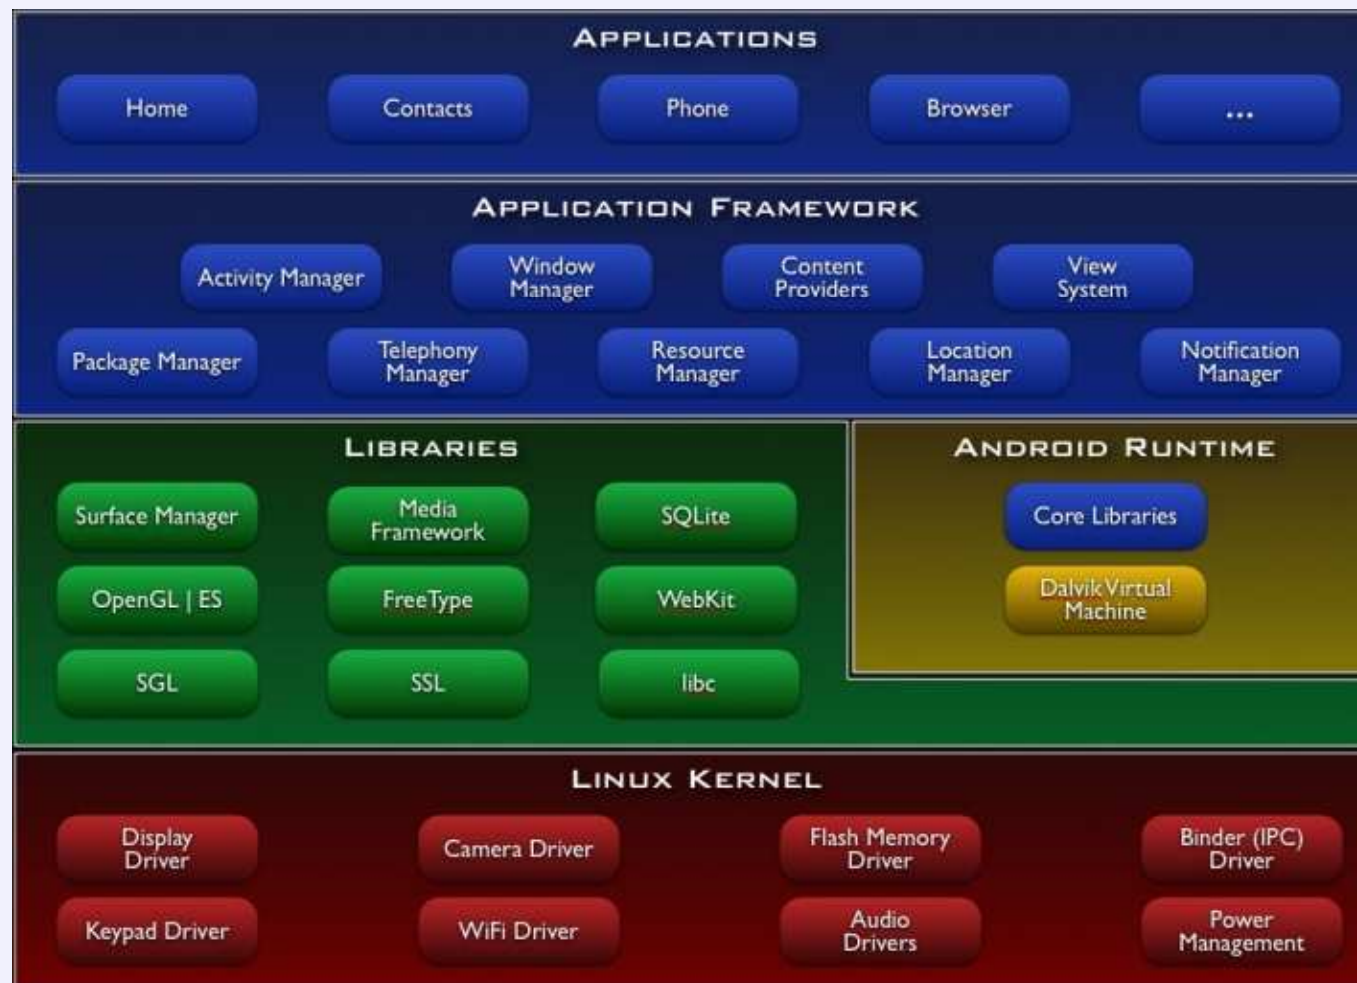 APPLICATIONS
Home
Contacts
Phone
Browser
...
APPLICATION FRAMEWORK
Activity Manager
Window
Manager
Content
Providers
View
System
Package Manager
Telephony
Manager
Resource
Manager
Location
Manager
Notification
Manager
LIBRARIES
Surface Manager
Media
Framework
SQLite
OpenGL | ES
FreeType
WebKit
SGL
SSL
libc
ANDROID RUNTIME
Core Libraries
Dalvik Virtual
Machine
LINUX KERNEL
Display
Driver
Camera Driver
Flash Memory
Driver
Binder (IPC)
Driver
Keypad Driver
WiFi Driver
Audio
Drivers
Power
Management